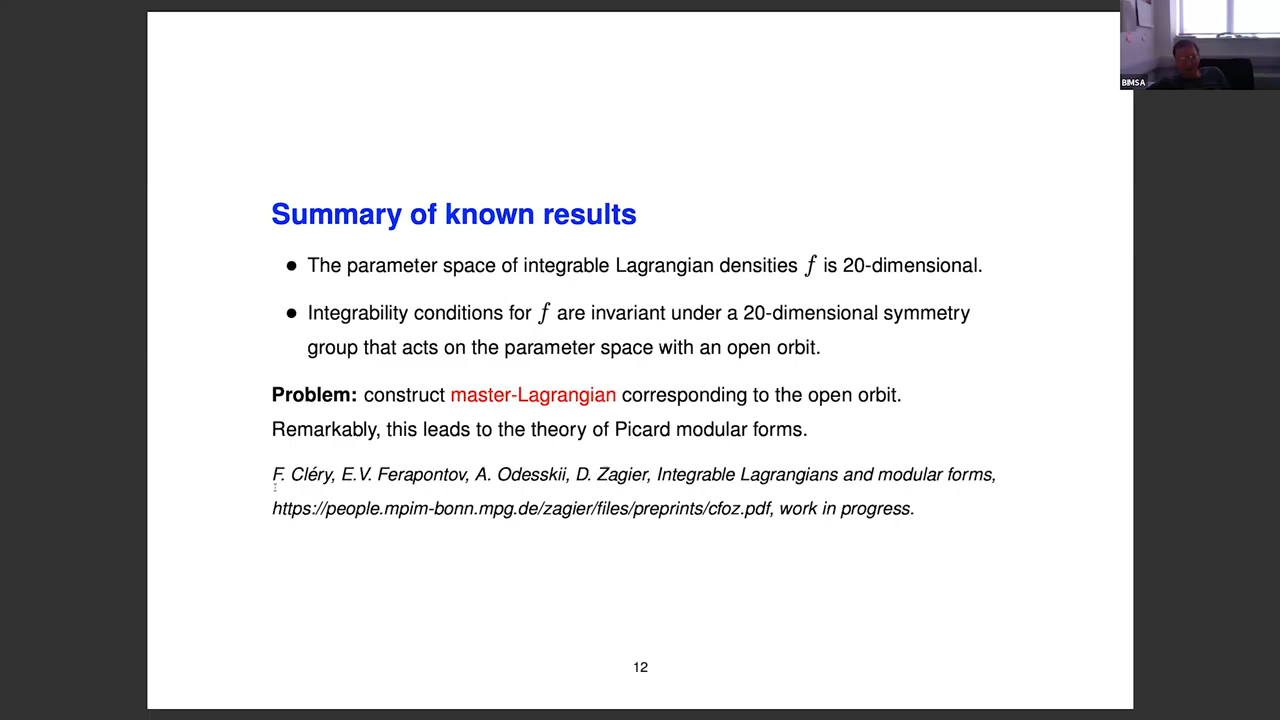 BIMSA
Summary of known results
• The parameter space of integrable Lagrangian densities f is 20-dimensional.
• Integrability conditions for f are invariant under a 20-dimensional symmetry
group that acts on the parameter space with an open orbit.
Problem: construct master-Lagrangian corresponding to the open orbit.
Remarkably, this leads to the theory of Picard modular forms.
F. Cléry, E.V. Ferapontov, A. Odesskii, D. Zagier, Integrable Lagrangians and modular forms,
https://people.mpim-bonn.mpg.de/zagier/files/preprints/cfoz.pdf, work in progress.
12